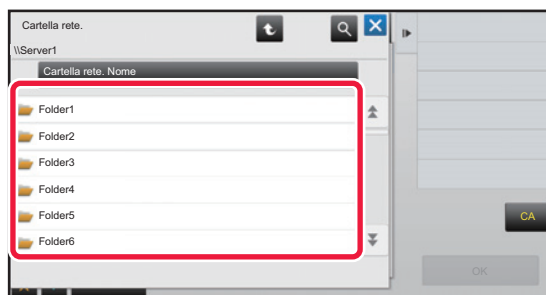 Cartella rete.
\\Server1
Cartella rete. Nome
Folder1
Folder2
Folder3
Folder4
Folder5
Folder6
CA
OK